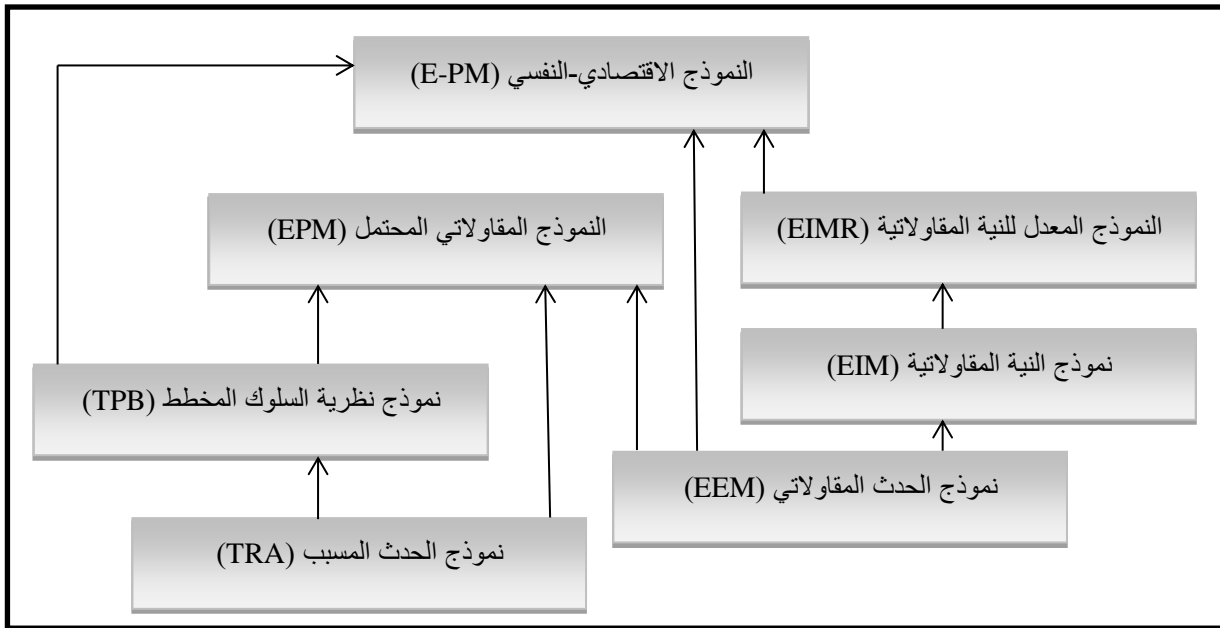 النموذج الاقتصادي-النفسي (E-PM)
النموذج المقاولاتي المحتمل (EPM)
النموذج المعدل للنية المقاولاتية (EIMR)
نموذج نظرية السلوك المخطط (TPB)
نموذج النية المقاولاتية (EIM)
نموذج الحدث المسبب (TRA)
نموذج الحدث المقاولاتي (EEM)